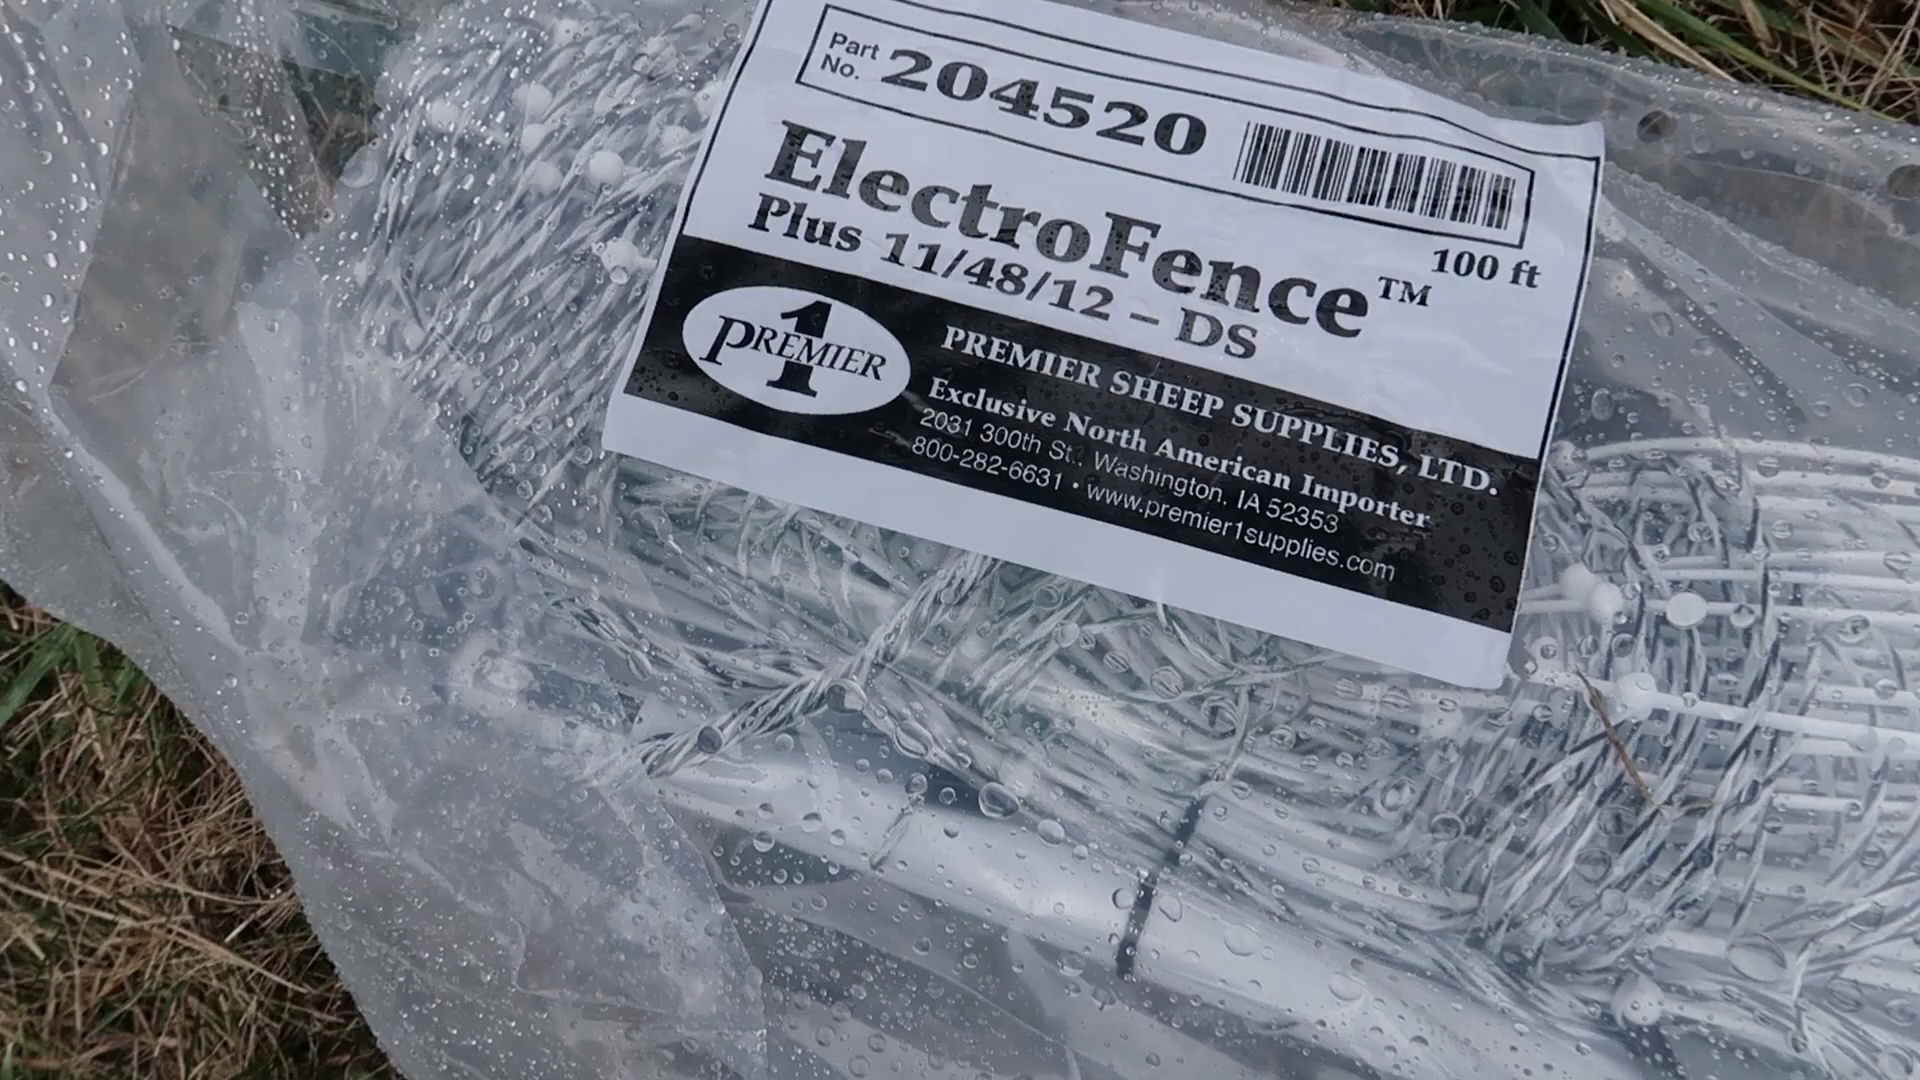 Part No. 204520
ElectroFence™
100 ft
Plus 11/48/12 – DS
PREMIER 1
PREMIER SHEEP SUPPLIES, LTD.
Exclusive North American Importer
2031 300th St., Washington, IA 52353
800-282-6631 • www.premier1supplies.com